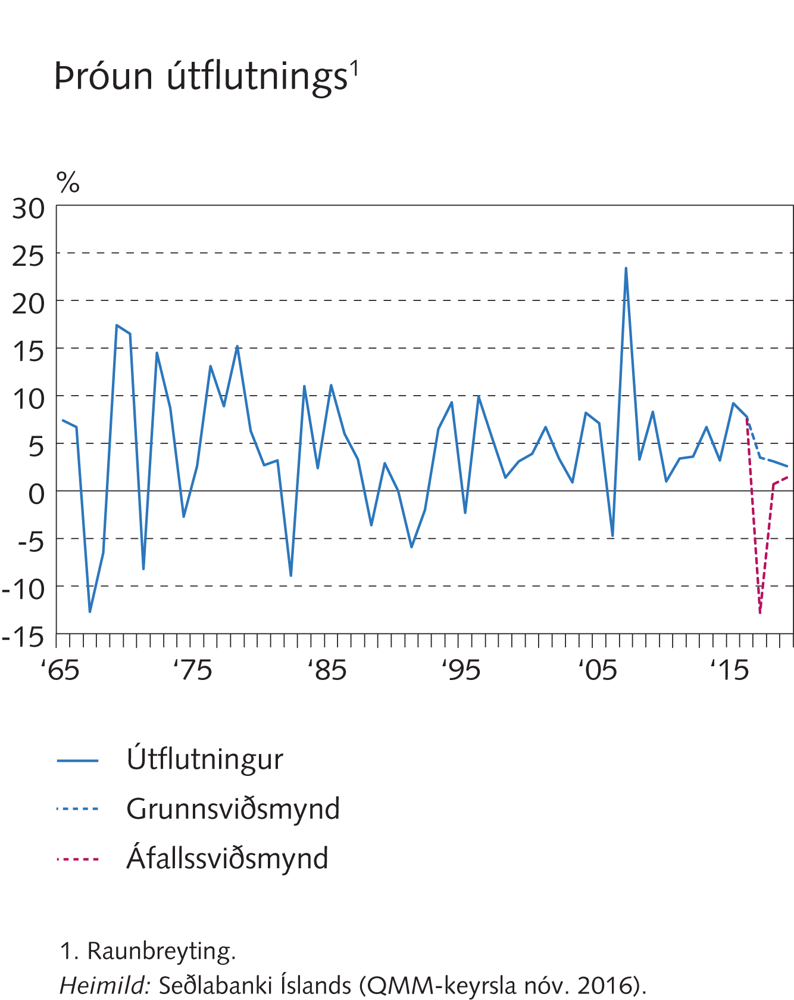 Þróun útflutnings¹
%
30
25
20
15
10
5
0
-5
-10
-15
‘65 ‘75 ‘85 ‘95 ‘05 ‘15
Útflutningur
Grunnsviðsmynd
Áfallssviðsmynd
1. Raunbreyting.
Heimild: Seðlabanki Íslands (QMM-keyrsla nóv. 2016).